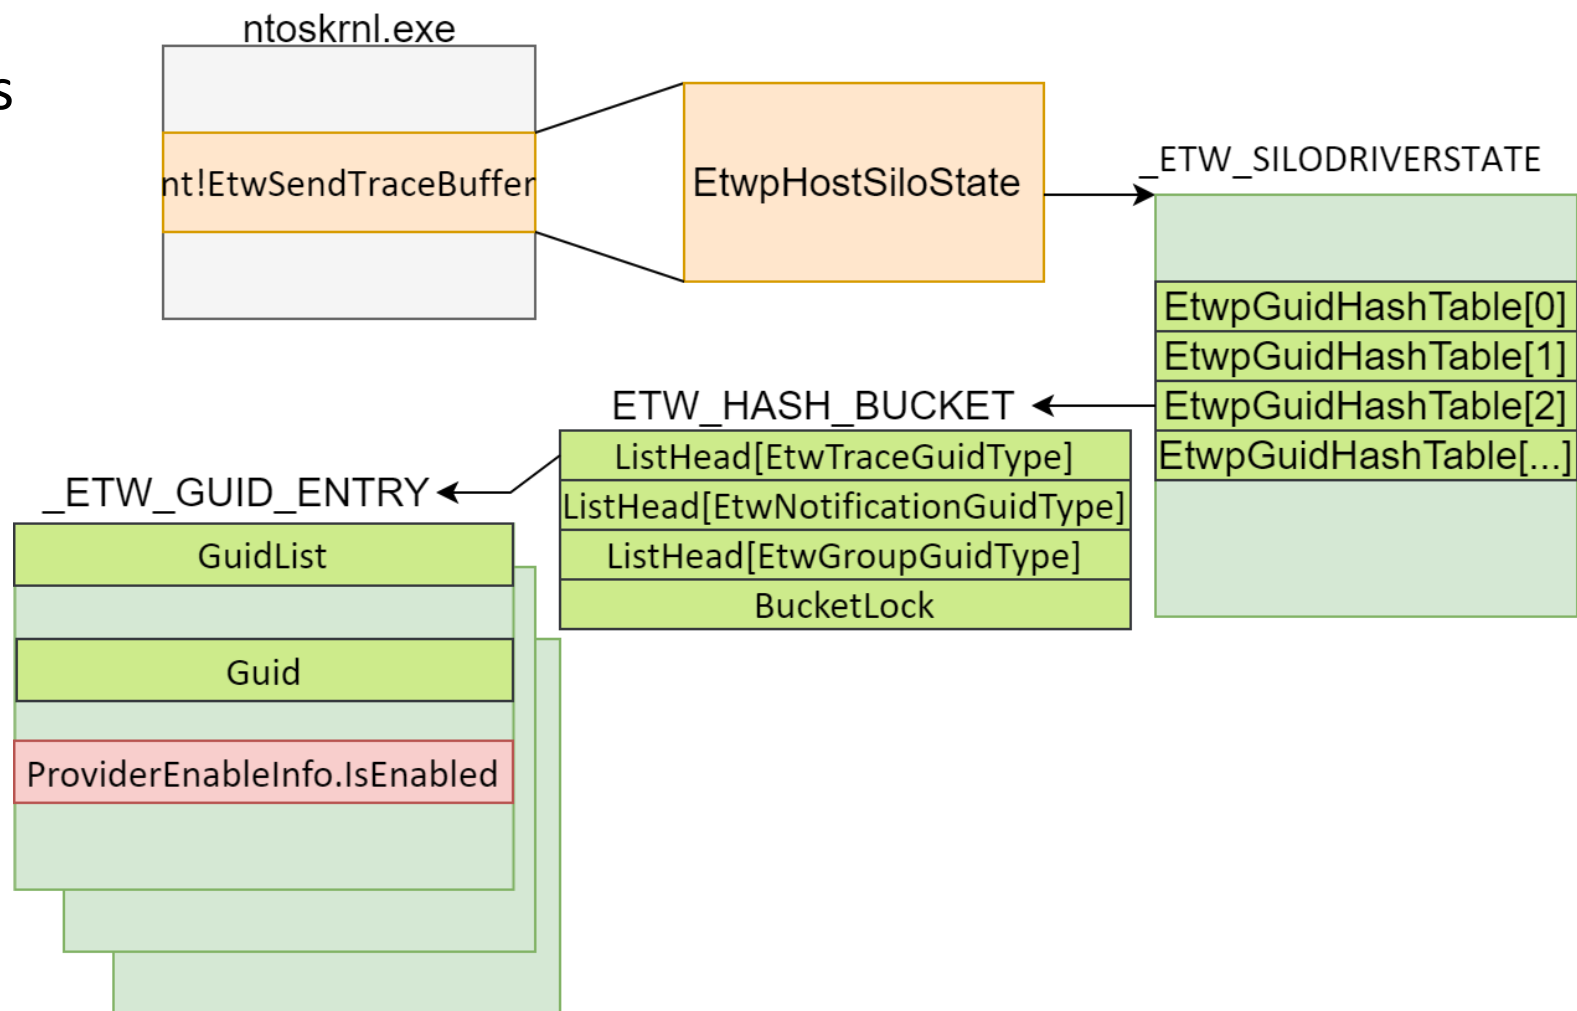 ntoskrnl.exe
s
nt!EtwSendTraceBuffer
EtwpHostSiloState
_ETW_SILODRIVERSTATE
EtwpGuidHashTable[0]
EtwpGuidHashTable[1]
EtwpGuidHashTable[2]
EtwpGuidHashTable[...]
ETW_HASH_BUCKET
ListHead[EtwTraceGuidType]
ListHead[EtwNotificationGuidType]
ListHead[EtwGroupGuidType]
BucketLock
_ETW_GUID_ENTRY
GuidList
Guid
ProviderEnableInfo.IsEnabled